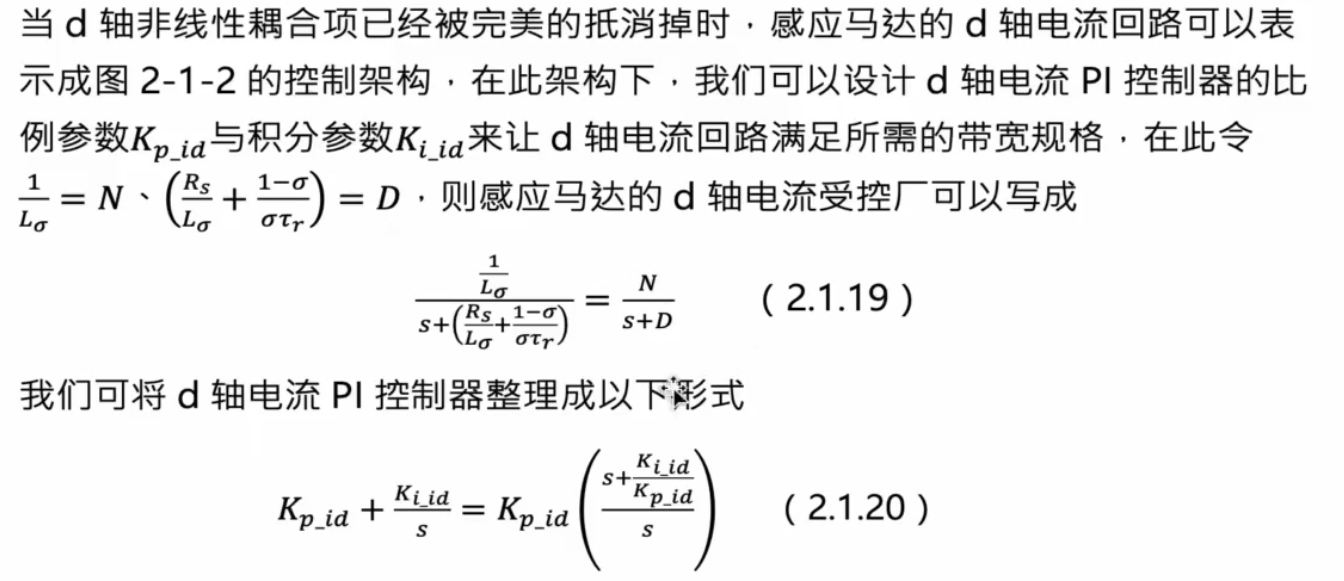 当 d 轴非线性耦合项已经被完美的抵消掉时，感应马达的 d 轴电流回路可以表
示成图 2-1-2 的控制架构，在此架构下，我们可以设计 d 轴电流 PI 控制器的比
例参数$K_{p\_id}$与积分参数$K_{i\_id}$来让 d 轴电流回路满足所需的带宽规格，在此令
$\frac{1}{L_\sigma} = N$、$\left(\frac{R_s}{L_\sigma} + \frac{1-\sigma}{\sigma\tau_r}\right) = D$，则感应马达的 d 轴电流受控厂可以写成
$\frac{\frac{1}{L_\sigma}}{s+\left(\frac{R_s}{L_\sigma}+\frac{1-\sigma}{\sigma\tau_r}\right)} = \frac{N}{s+D}$ （2.1.19）
我们可将 d 轴电流 PI 控制器整理成以下形式
$K_{p\_id} + \frac{K_{i\_id}}{s} = K_{p\_id}\left(\frac{s+\frac{K_{i\_id}}{K_{p\_id}}}{s}\right)$ （2.1.20）